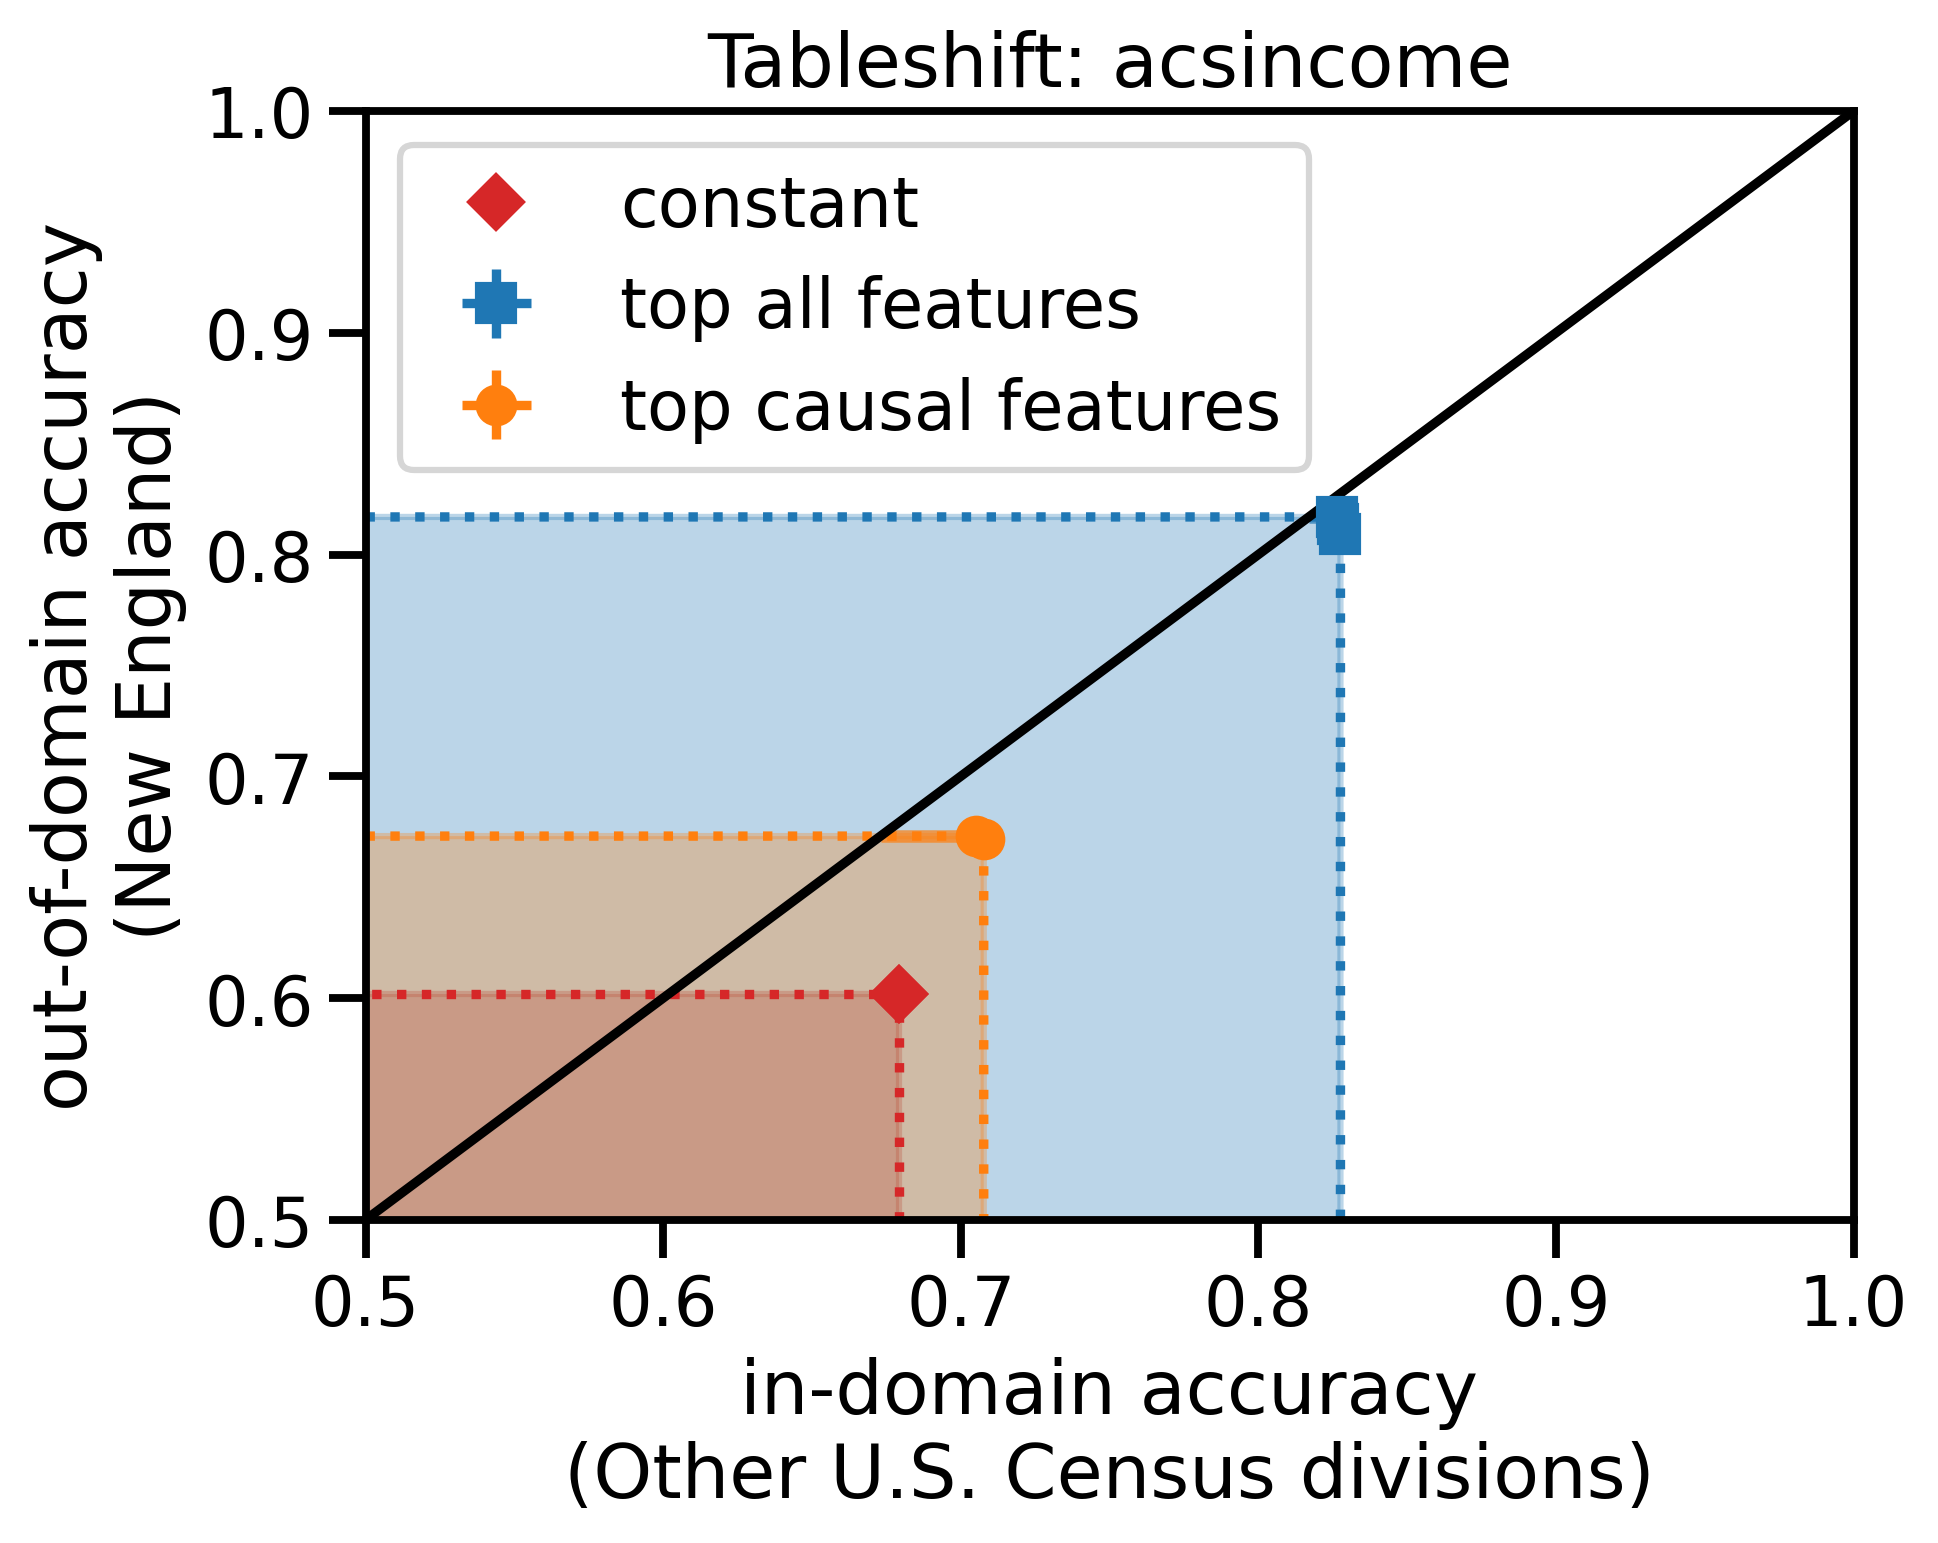 Tableshift: acsincome
constant
top all features
top causal features
out-of-domain accuracy
(New England)
1.0
0.9
0.8
0.7
0.6
0.5
0.5 0.6 0.7 0.8 0.9 1.0
in-domain accuracy
(Other U.S. Census divisions)